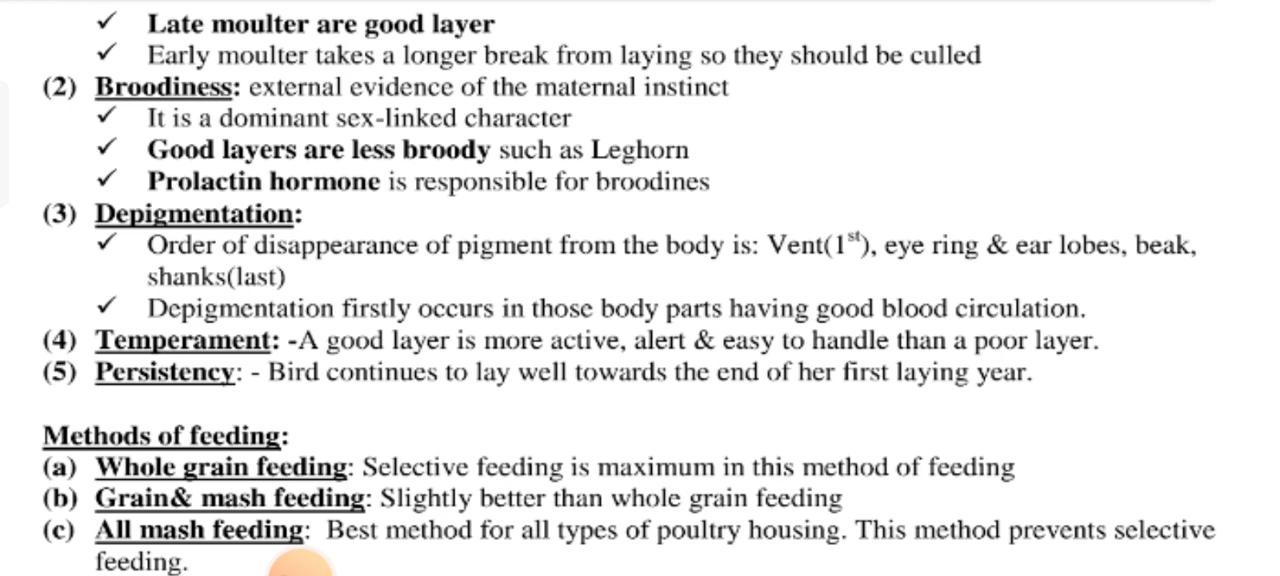 ✓ Late moulter are good layer
✓ Early moulter takes a longer break from laying so they should be culled
(2) Broodiness: external evidence of the maternal instinct
✓ It is a dominant sex-linked character
✓ Good layers are less broody such as Leghorn
✓ Prolactin hormone is responsible for broodines
(3) Depigmentation:
✓ Order of disappearance of pigment from the body is: Vent(1st), eye ring & ear lobes, beak,
shanks(last)
✓ Depigmentation firstly occurs in those body parts having good blood circulation.
(4) Temperament: -A good layer is more active, alert & easy to handle than a poor layer.
(5) Persistency: - Bird continues to lay well towards the end of her first laying year.
Methods of feeding:
(a) Whole grain feeding: Selective feeding is maximum in this method of feeding
(b) Grain& mash feeding: Slightly better than whole grain feeding
(c) All mash feeding: Best method for all types of poultry housing. This method prevents selective
feeding.